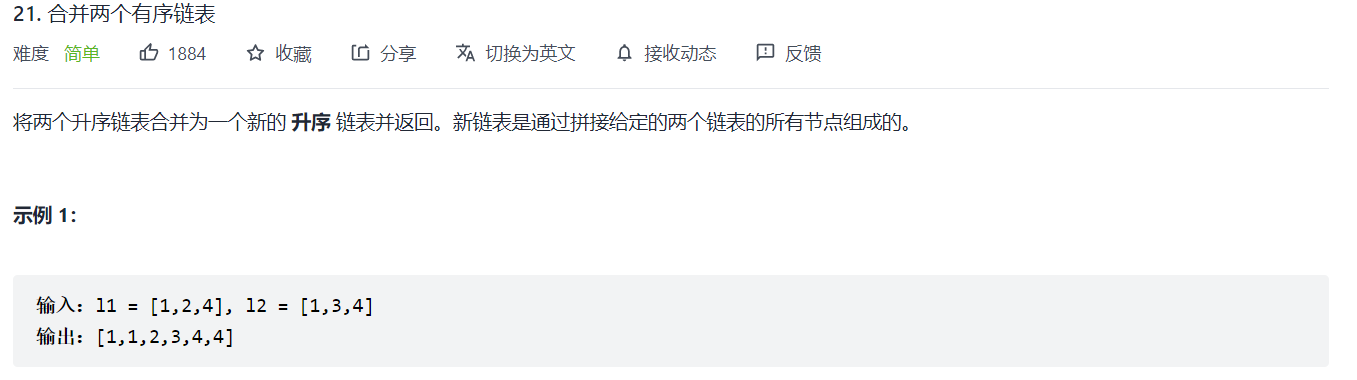 21. 合并两个有序链表
难度 简单 1884 收藏 分享 切换为英文 接收动态 反馈
将两个升序链表合并为一个新的 升序 链表并返回。新链表是通过拼接给定的两个链表的所有节点组成的。
示例 1：
输入：l1 = [1,2,4], l2 = [1,3,4]
输出：[1,1,2,3,4,4]